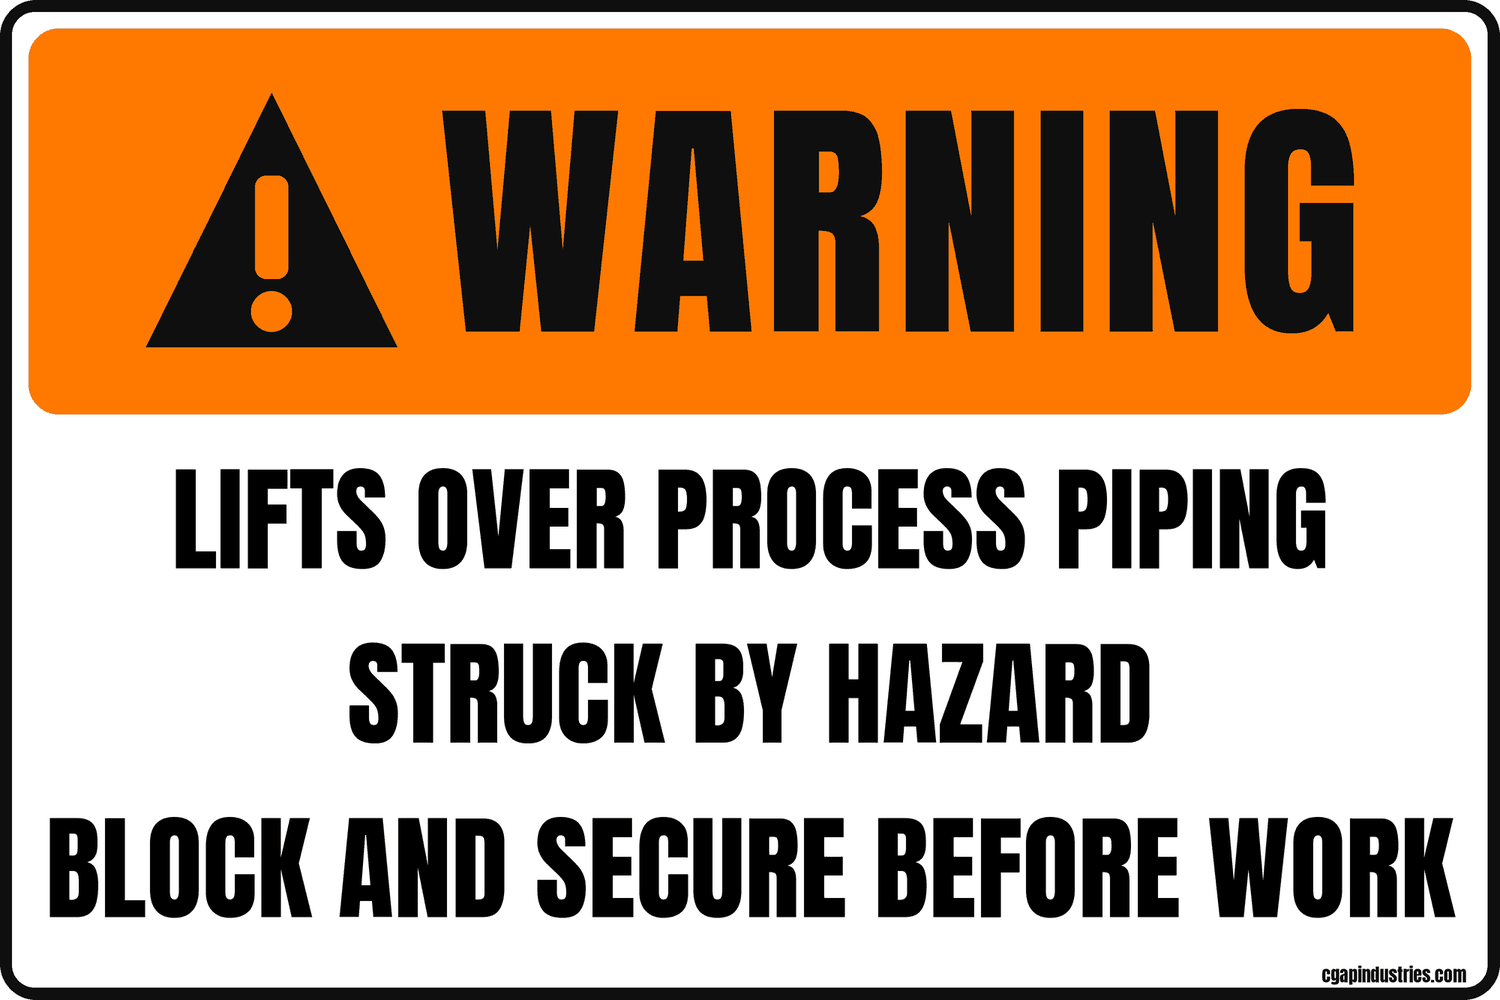 WARNING
LIFTS OVER PROCESS PIPING
STRUCK BY HAZARD
BLOCK AND SECURE BEFORE WORK
cgapindustries.com